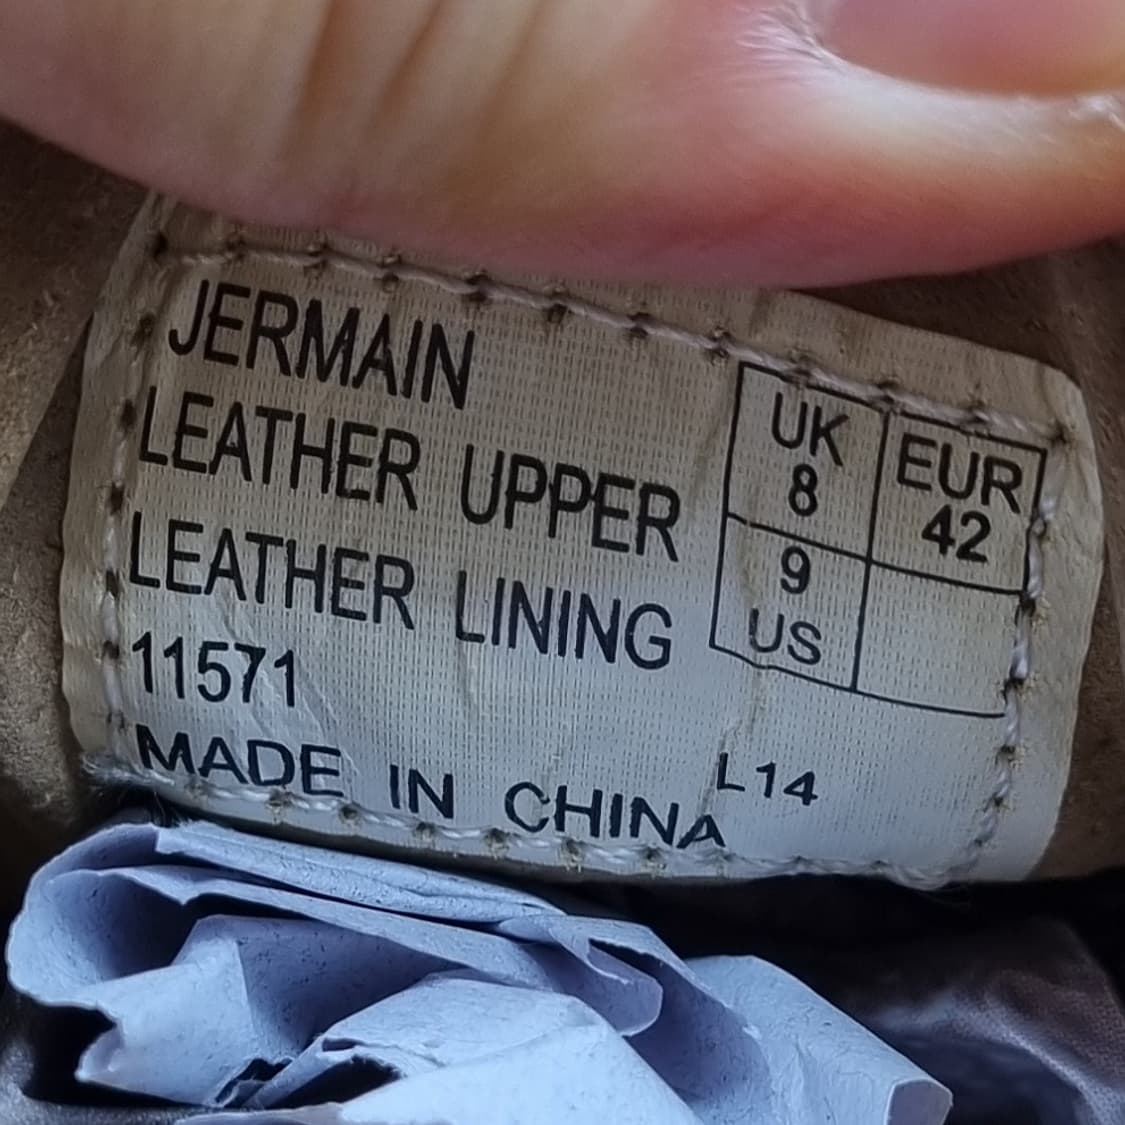 JERMAIN
LEATHER UPPER
LEATHER LINING
11571
MADE IN CHINA
L14
UK EUR
8 42
9
US